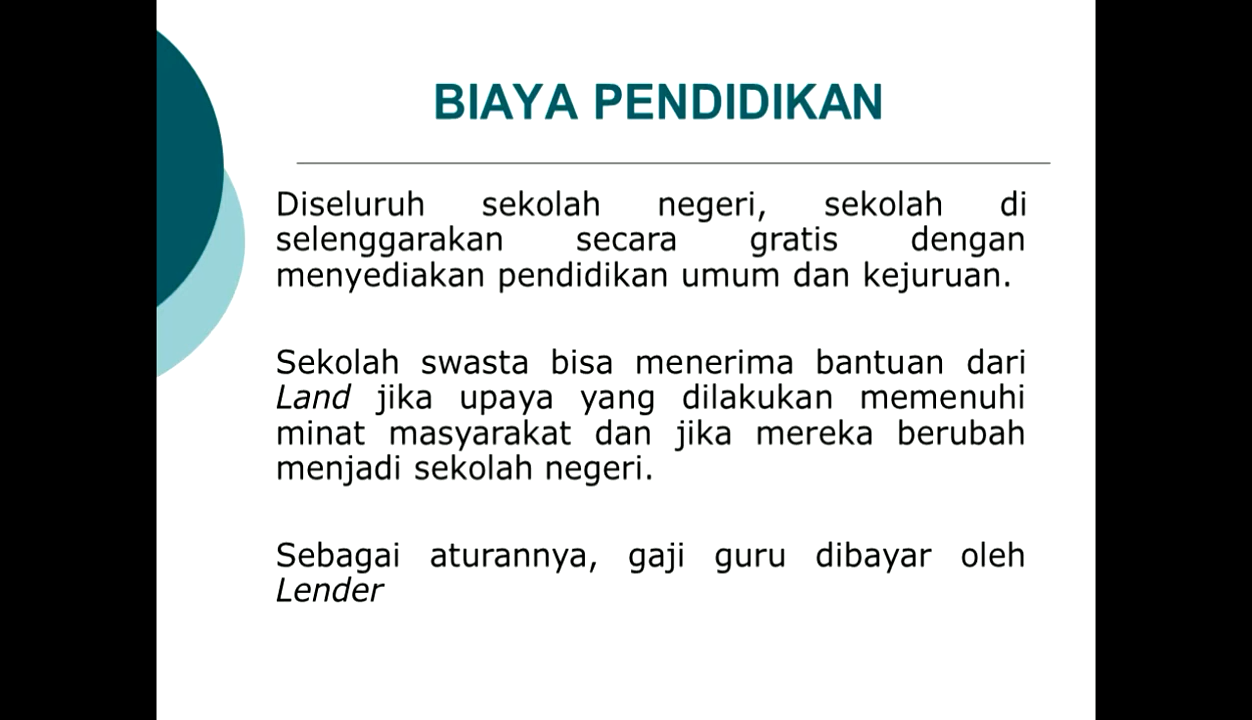 BIAYA PENDIDIKAN
Diseluruh sekolah negeri, sekolah di
selenggarakan secara gratis dengan
menyediakan pendidikan umum dan kejuruan.
Sekolah swasta bisa menerima bantuan dari
Land jika upaya yang dilakukan memenuhi
minat masyarakat dan jika mereka berubah
menjadi sekolah negeri.
Sebagai aturannya, gaji guru dibayar oleh
Lender